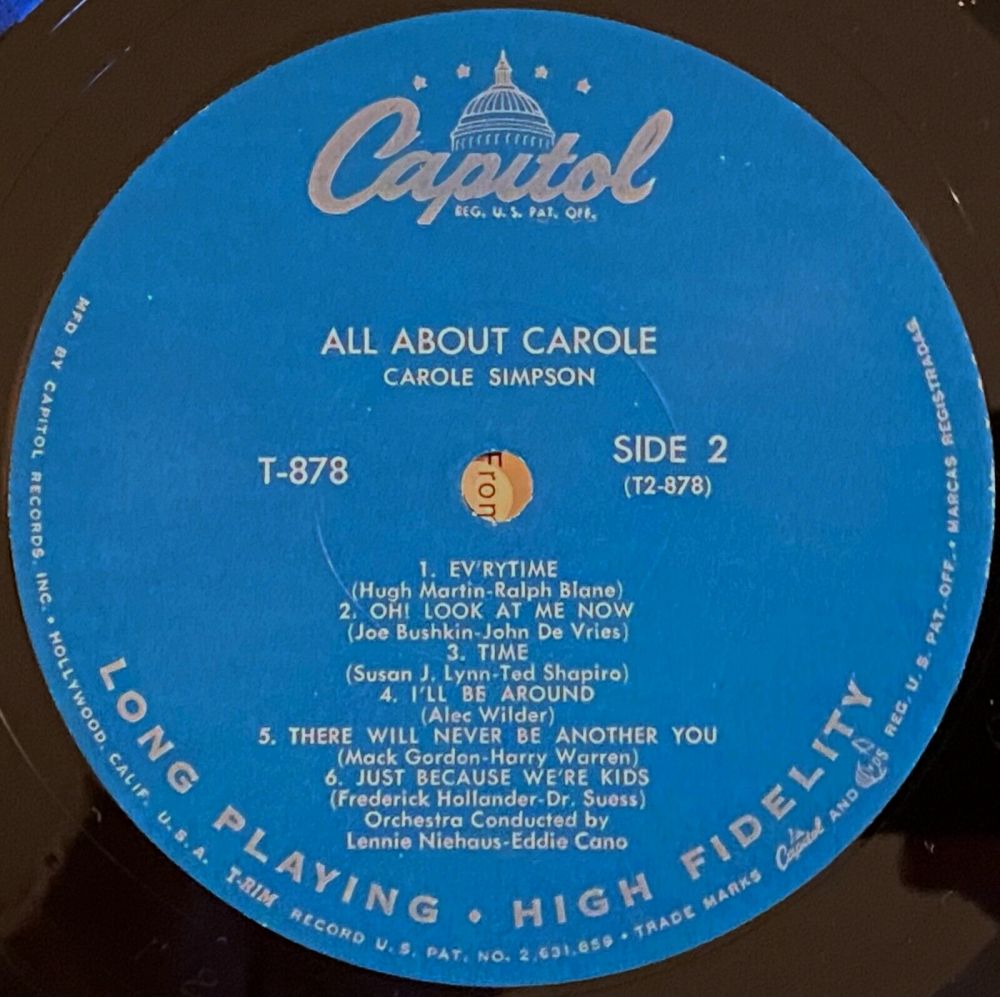 Capitol
REG. U. S. PAT. OFF.
ALL ABOUT CAROLE
CAROLE SIMPSON
T-878
SIDE 2
(T2-878)
From
1. EV'RYTIME
(Hugh Martin-Ralph Blane)
2. OH! LOOK AT ME NOW
(Joe Bushkin-John De Vries)
3. TIME
(Susan J. Lynn-Ted Shapiro)
4. I'LL BE AROUND
(Alec Wilder)
5. THERE WILL NEVER BE ANOTHER YOU
(Mack Gordon-Harry Warren)
6. JUST BECAUSE WE'RE KIDS
(Frederick Hollander-Dr. Suess)
Orchestra Conducted by
Lennie Niehaus-Eddie Cano
LONG PLAYING • HIGH FIDELITY
MFD BY CAPITOL RECORDS, INC. • HOLLYWOOD, CALIF. U.S.A. T-RIM RECORD U.S. PAT. NO. 2,631,859 • TRADE MARKS Capitol AND REG. U. S. PAT. OFF. • MARCAS REGISTRADAS